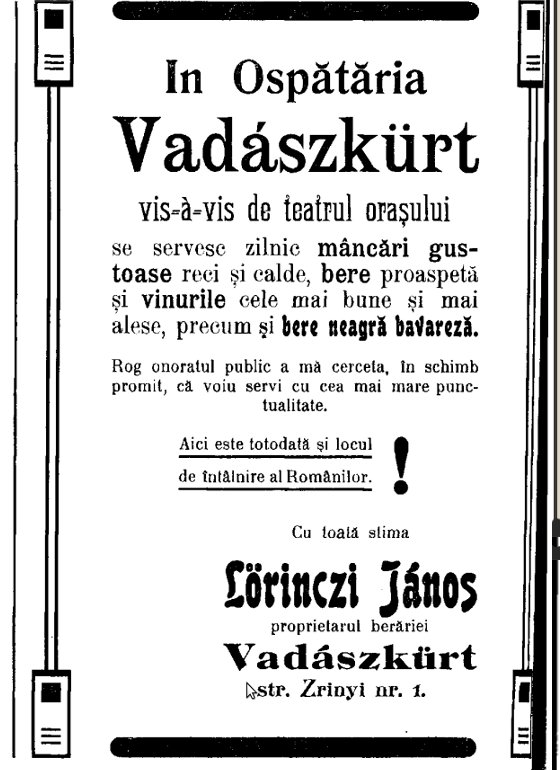 In Ospătăria
Vadászkürt
vis-à-vis de teatrul orașului
se servesc zilnic mâncări gus-
toase reci și calde, bere proaspetă
și vinurile cele mai bune și mai
alese, precum și bere neagră bavareză.
Rog onoratul public a mă cerceta, în schimb
promit, că voiu servi cu cea mai mare punc-
tualitate.
Aici este totodată și locul
de întâlnire al Românilor. !
Cu toată stima
Lörinczi János
proprietarul berăriei
Vadászkürt
str. Zrinyi nr. 1.